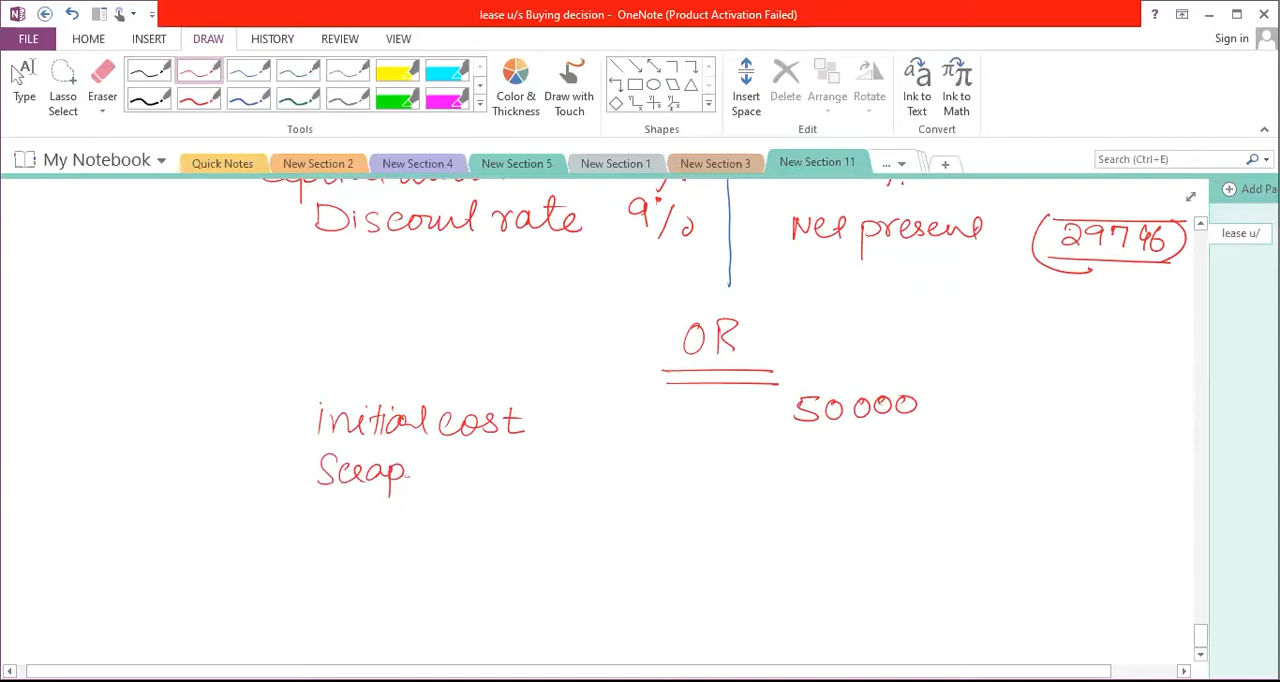 lease u/s Buying decision - OneNote (Product Activation Failed)
FILE HOME INSERT DRAW HISTORY REVIEW VIEW
Sign in
Type
Lasso Select
Eraser
Color & Thickness
Draw with Touch
Insert Space
Delete
Arrange
Rotate
Ink to Text
Ink to Math
Tools
Shapes
Edit
Convert
My Notebook
Quick Notes New Section 2 New Section 4 New Section 5 New Section 1 New Section 3 New Section 11 ...
Search (Ctrl+E)
Add Pa
lease u/
Discount rate 9%
Net present 29746
OR
initial cost 50000
Scrap